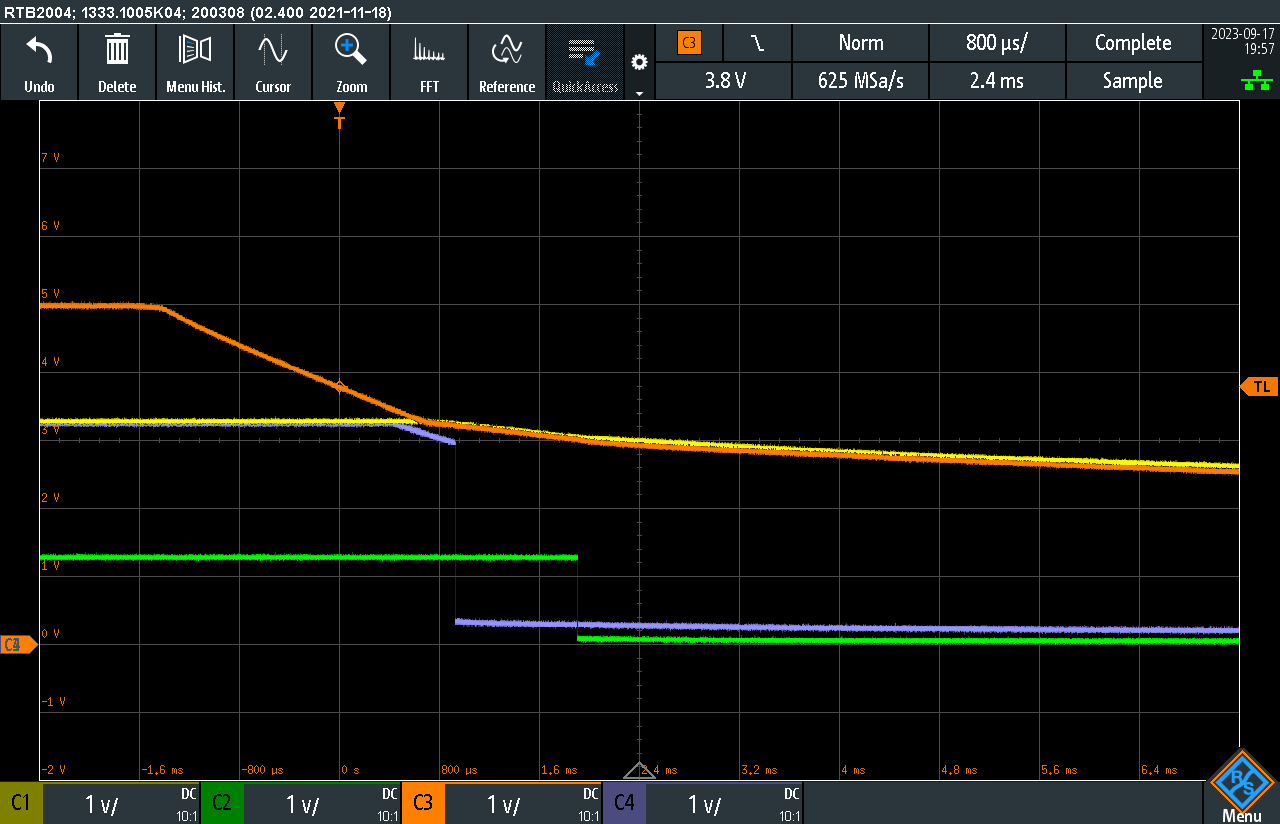 RTB2004; 1333.1005K04; 200308 (02.400 2021-11-18)
Undo
Delete
Menu Hist.
Cursor
Zoom
FFT
Reference
QuickAccess
C3
Norm
800 µs/
Complete
3.8 V
625 MSa/s
2.4 ms
Sample
2023-09-17
19:57
T
7 V
6 V
5 V
4 V
TL
3 V
2 V
1 V
0 V
-1 V
-2 V
-1.6 ms
-800 µs
0 s
800 µs
1.6 ms
2.4 ms
3.2 ms
4 ms
4.8 ms
5.6 ms
6.4 ms
C1
1 V/
DC
10:1
C2
1 V/
DC
10:1
C3
1 V/
DC
10:1
C4
1 V/
DC
10:1
R S
Menu